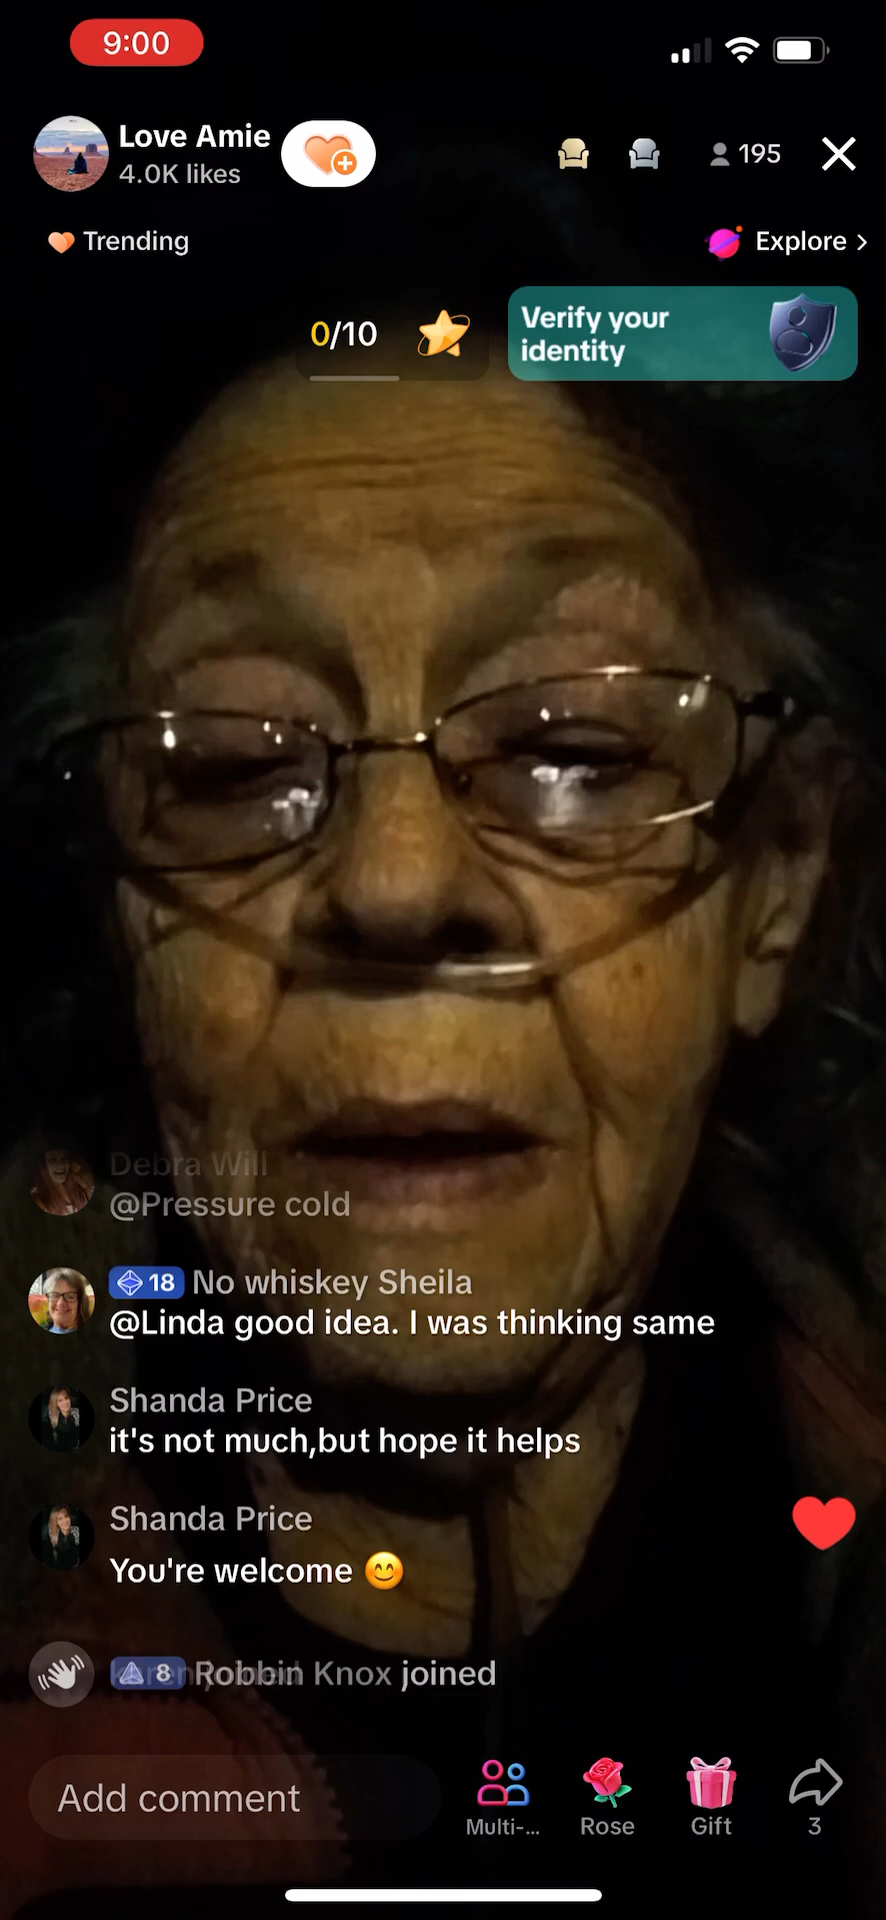 9:00
Love Amie
4.0K likes
195
Trending
Explore >
0/10
Verify your
identity
Debra Will
@Pressure cold
18 No whiskey Sheila
@Linda good idea. I was thinking same
Shanda Price
it's not much,but hope it helps
Shanda Price
You're welcome 😊
8 Robbin Knox joined
Add comment
Multi-...
Rose
Gift
3